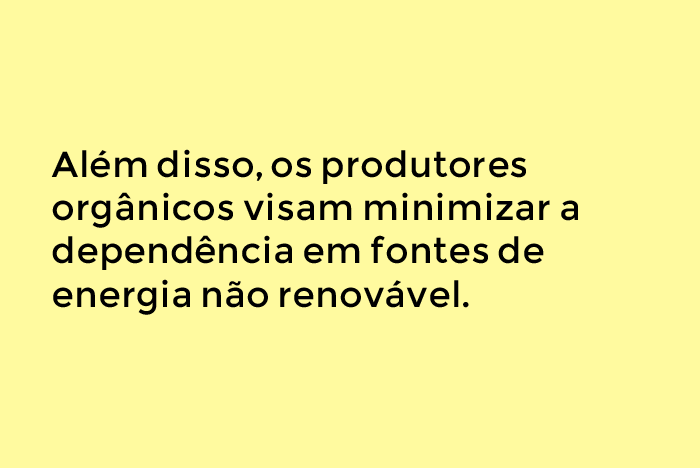 Além disso, os produtores
orgânicos visam minimizar a
dependência em fontes de
energia não renovável.